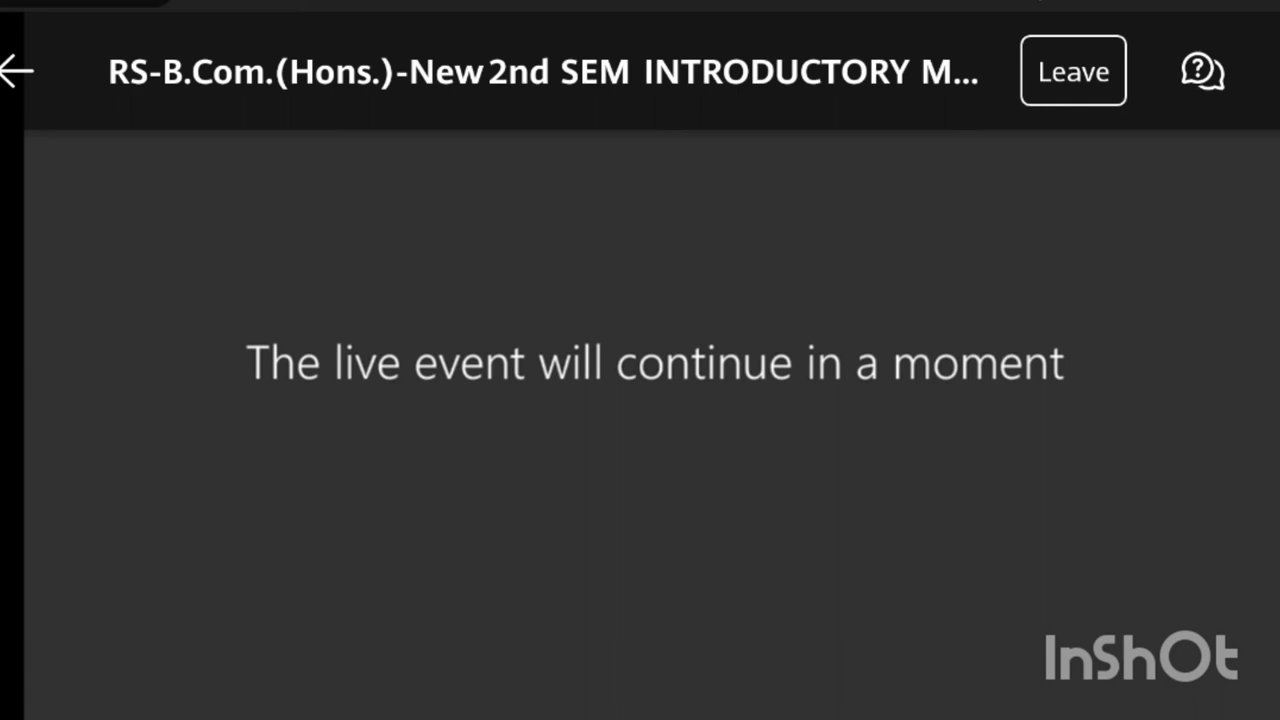 RS-B.Com.(Hons.)-New 2nd SEM INTRODUCTORY M...
Leave
?
The live event will continue in a moment
InShOt